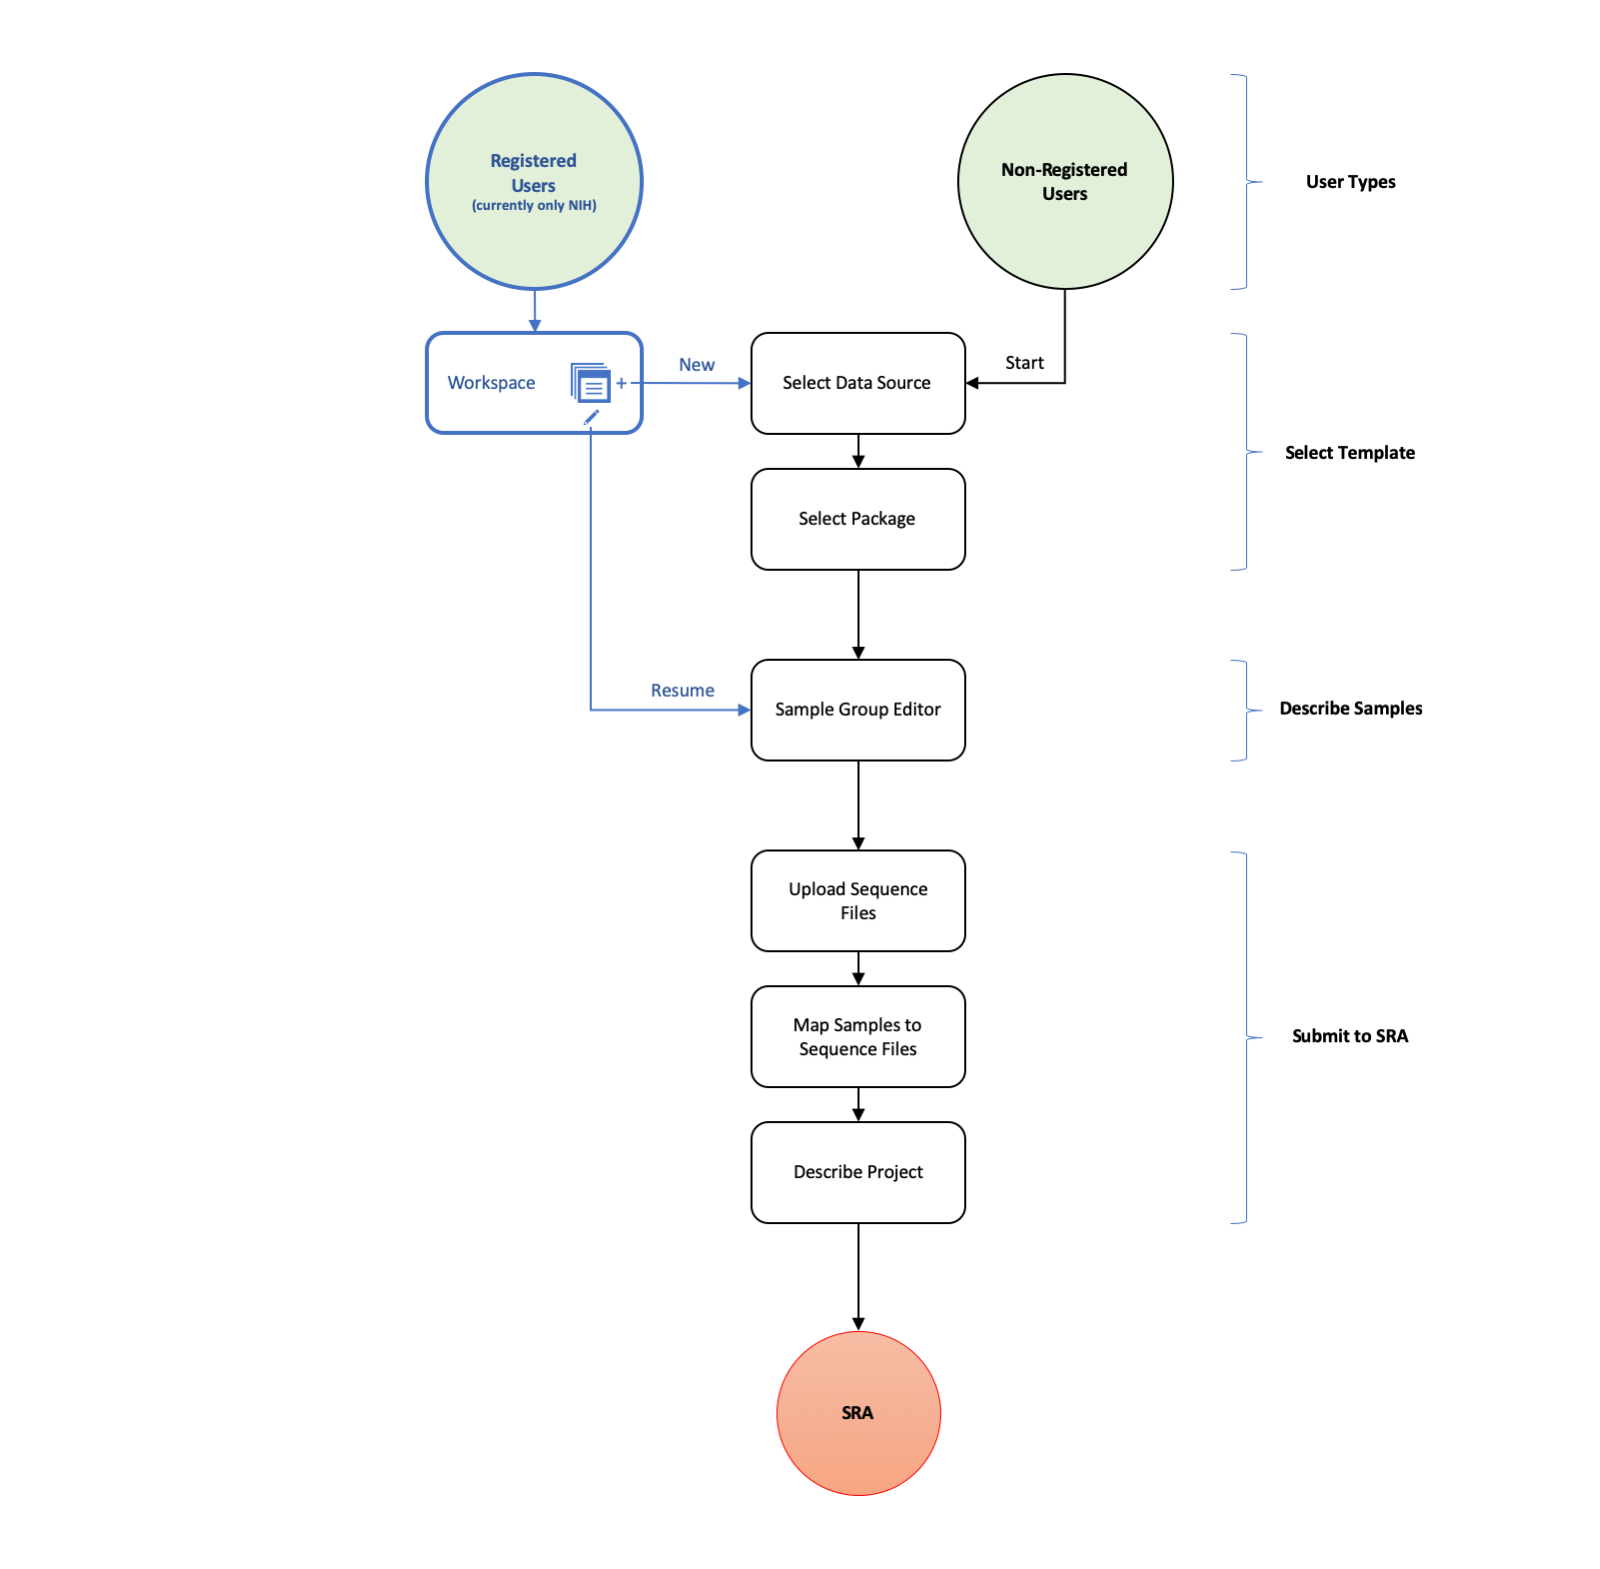 Registered
Users
(currently only NIH)
Non-Registered
Users
User Types
Workspace
+
New
Select Data Source
Start
Select Package
Select Template
Resume
Sample Group Editor
Describe Samples
Upload Sequence
Files
Map Samples to
Sequence Files
Describe Project
Submit to SRA
SRA